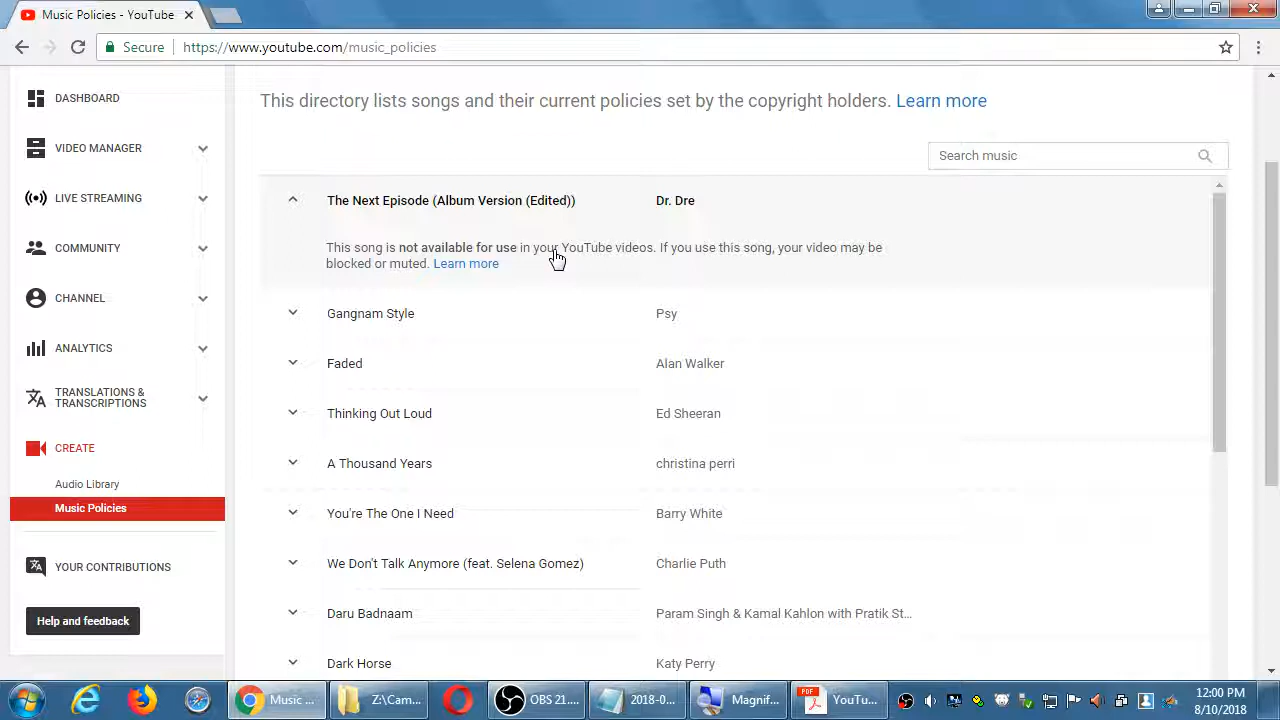 Music Policies - YouTube
Secure
https://www.youtube.com/music_policies
DASHBOARD
VIDEO MANAGER
LIVE STREAMING
COMMUNITY
CHANNEL
ANALYTICS
TRANSLATIONS &
TRANSCRIPTIONS
CREATE
Audio Library
Music Policies
YOUR CONTRIBUTIONS
Help and feedback
This directory lists songs and their current policies set by the copyright holders. Learn more
Search music
The Next Episode (Album Version (Edited)) Dr. Dre
This song is not available for use in your YouTube videos. If you use this song, your video may be
blocked or muted. Learn more
Gangnam Style Psy
Faded Alan Walker
Thinking Out Loud Ed Sheeran
A Thousand Years christina perri
You're The One I Need Barry White
We Don't Talk Anymore (feat. Selena Gomez) Charlie Puth
Daru Badnaam Param Singh & Kamal Kahlon with Pratik St...
Dark Horse Katy Perry
Music ...
Z:\Cam...
OBS 21....
2018-0...
Magnif...
PDF
YouTu...
12:00 PM
8/10/2018